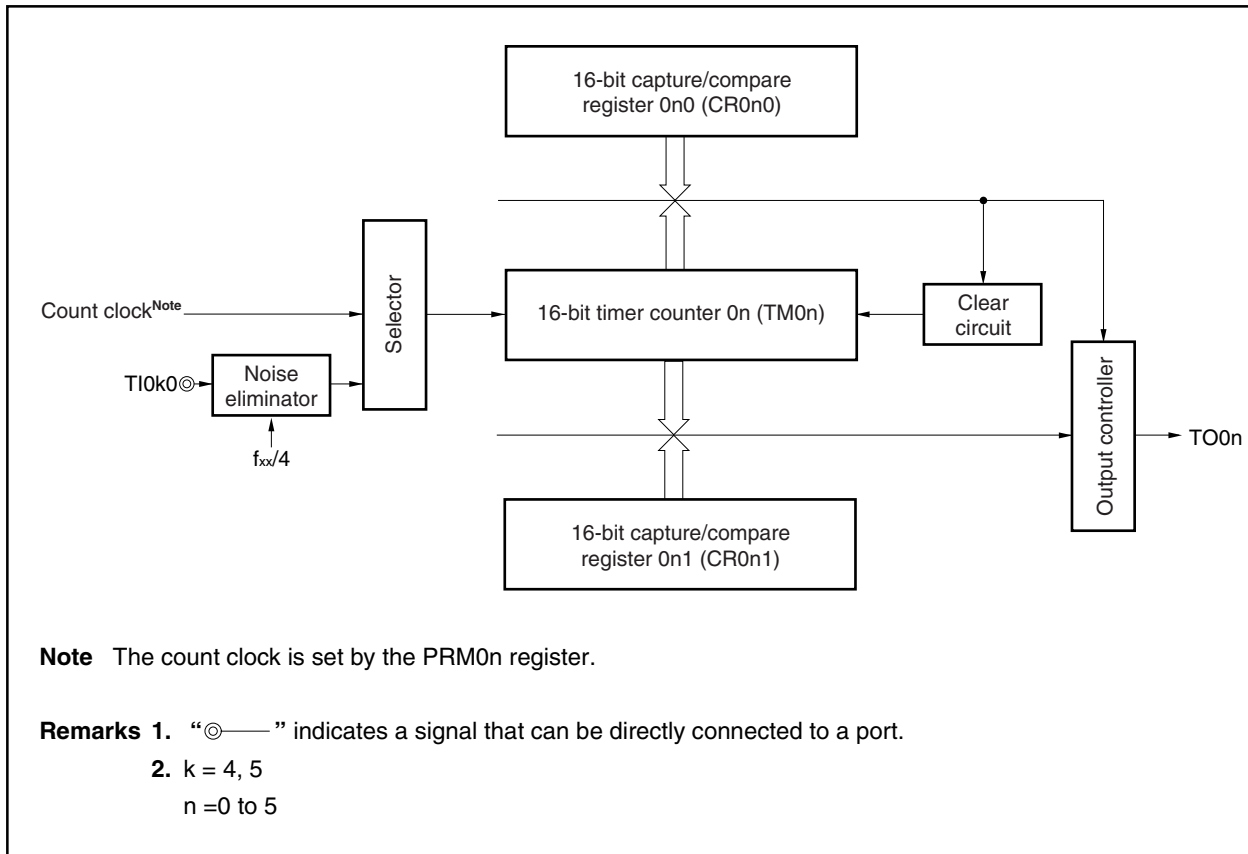 16-bit capture/compare
register 0n0 (CR0n0)
Count clockNote
Selector
16-bit timer counter 0n (TM0n)
Clear
circuit
TI0k0
Noise
eliminator
fxx/4
Output controller
TO0n
16-bit capture/compare
register 0n1 (CR0n1)
Note The count clock is set by the PRM0n register.
Remarks 1. “◎—— ” indicates a signal that can be directly connected to a port.
2. k = 4, 5
n =0 to 5